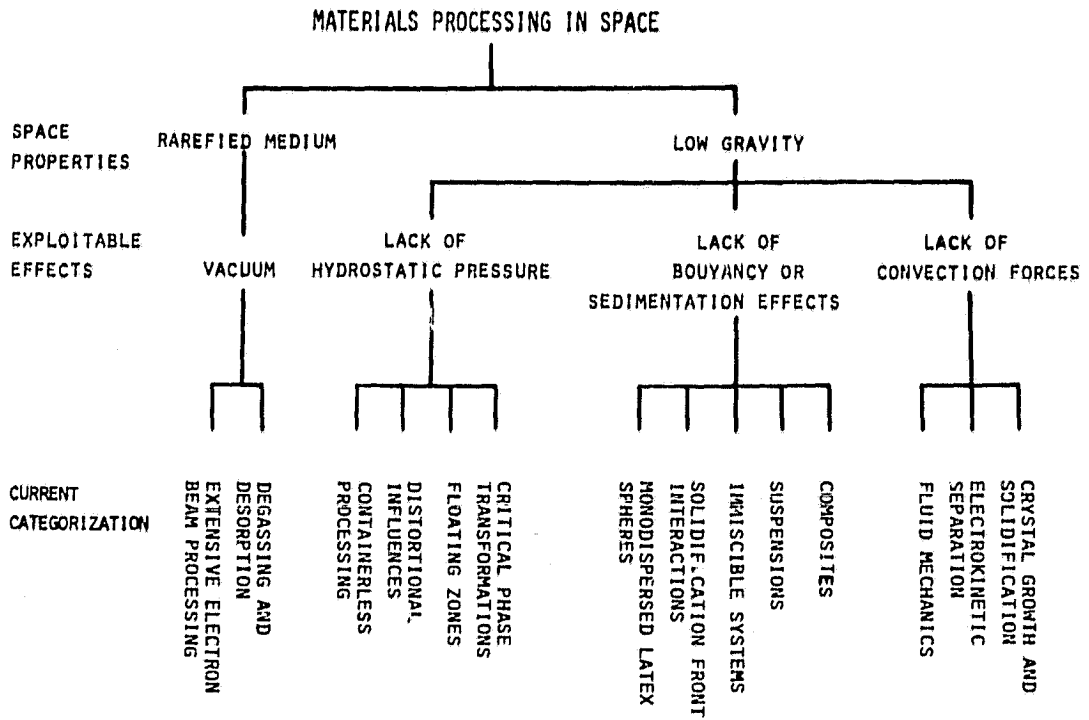 MATERIALS PROCESSING IN SPACE
SPACE
PROPERTIES
RAREFIED MEDIUM
LOW GRAVITY
EXPLOITABLE
EFFECTS
VACUUM
LACK OF
HYDROSTATIC PRESSURE
LACK OF
BOUYANCY OR
SEDIMENTATION EFFECTS
LACK OF
CONVECTION FORCES
CURRENT
CATEGORIZATION
EXTENSIVE ELECTRON
BEAM PROCESSING
DEGASSING AND
DESORPTION
CONTAINERLESS
PROCESSING
DISTORTIONAL
INFLUENCES
FLOATING ZONES
CRITICAL PHASE
TRANSFORMATIONS
MONODISPERSED LATEX
SPHERES
SOLIDIFICATION FRONT
INTERACTIONS
IMMISCIBLE SYSTEMS
SUSPENSIONS
COMPOSITES
FLUID MECHANICS
ELECTROKINETIC
SEPARATION
CRYSTAL GROWTH AND
SOLIDIFICATION